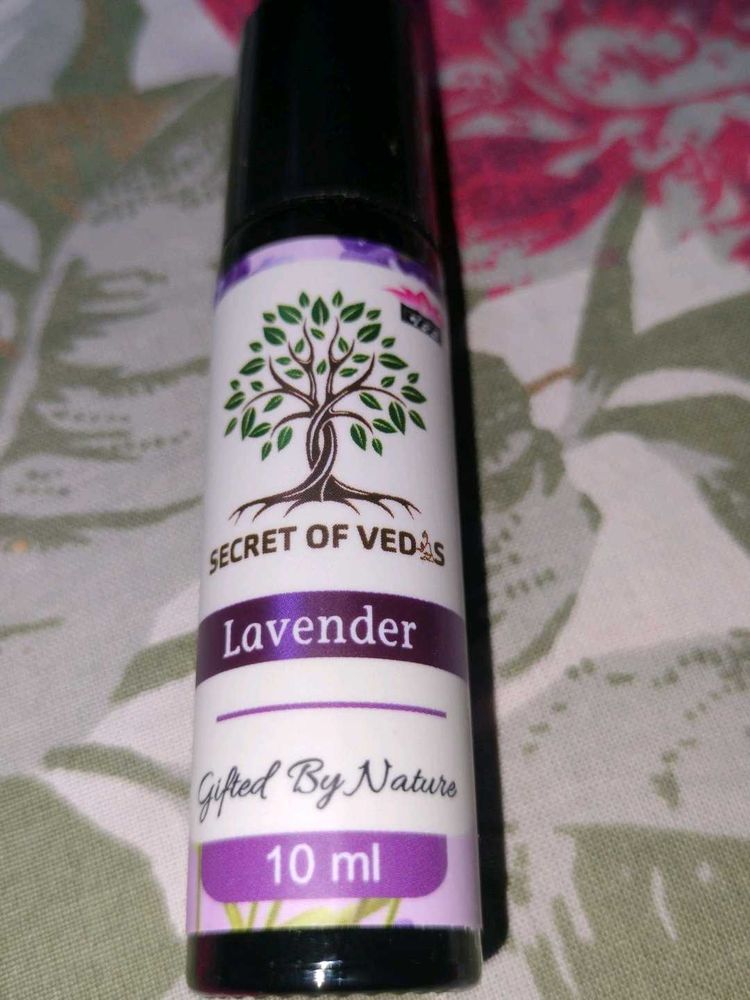 SECRET OF VEDAS
Lavender
Gifted By Nature
10 ml